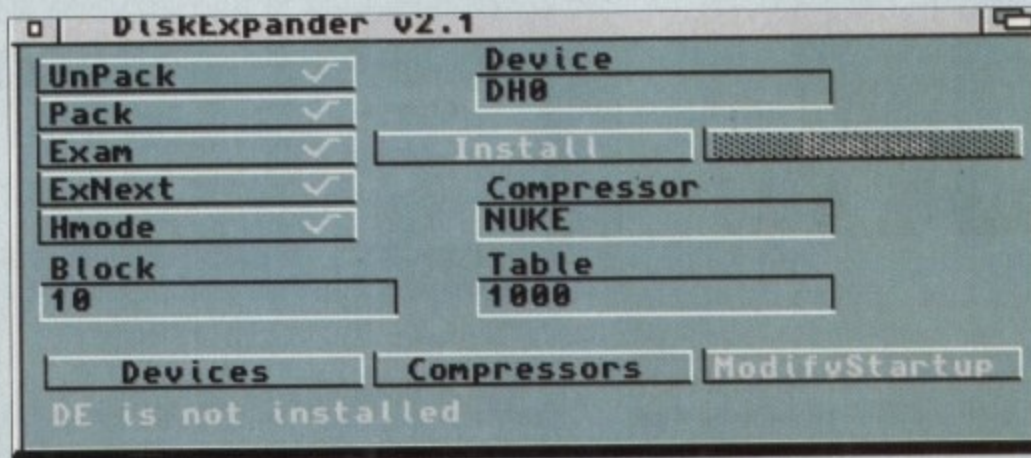 DiskExpander v2.1
UnPack
Pack
Exam
ExNext
Hmode
Block
10
Device
DH0
Install
Compressor
NUKE
Table
1000
Devices
Compressors
ModifyStartup
DE is not installed